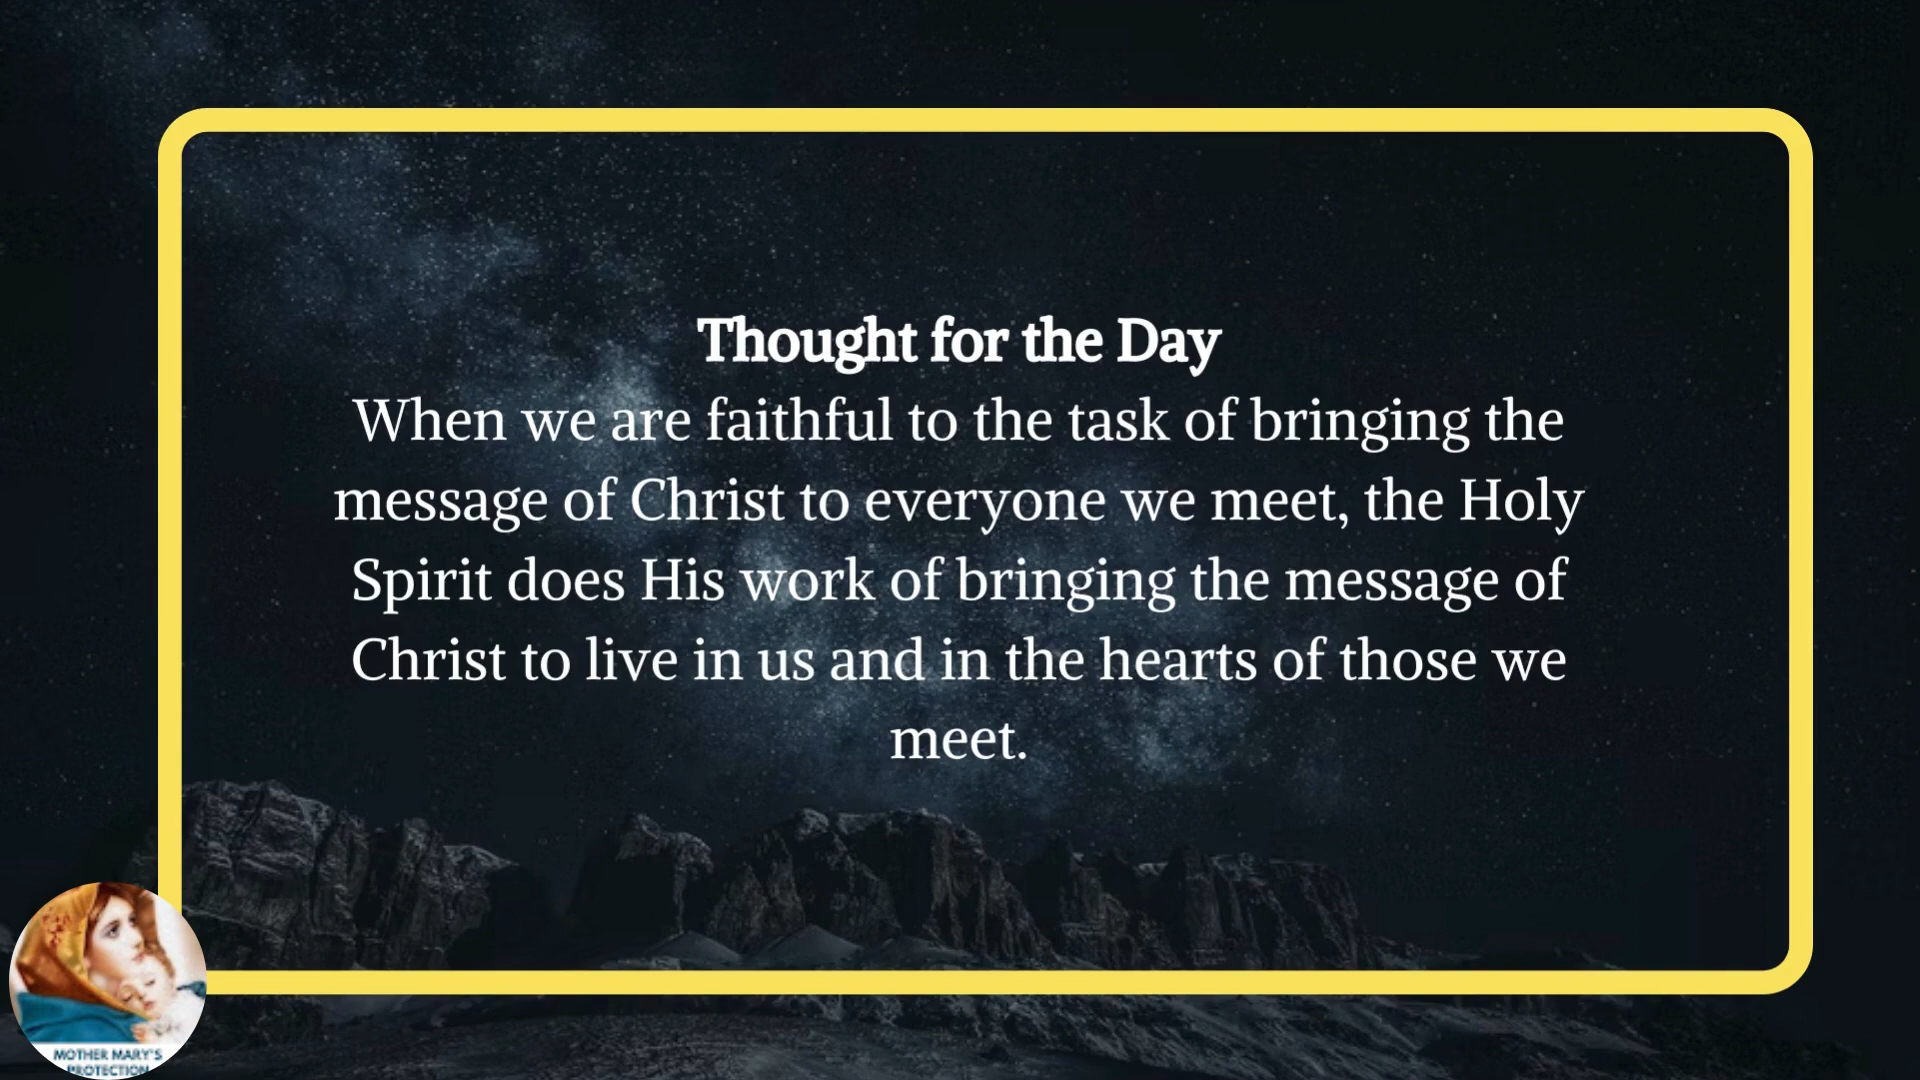 Thought for the Day
When we are faithful to the task of bringing the
message of Christ to everyone we meet, the Holy
Spirit does His work of bringing the message of
Christ to live in us and in the hearts of those we
meet.
MOTHER MARY'S
PROTECTION